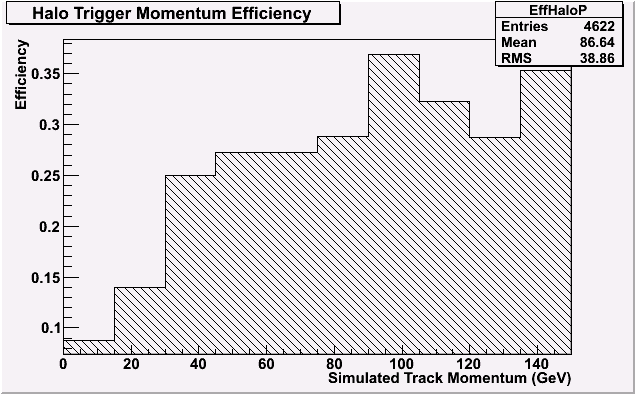 Halo Trigger Momentum Efficiency
EffHaloP
Entries 4622
Mean 86.64
RMS 38.86
Efficiency
0.35
0.3
0.25
0.2
0.15
0.1
0 20 40 60 80 100 120 140
Simulated Track Momentum (GeV)